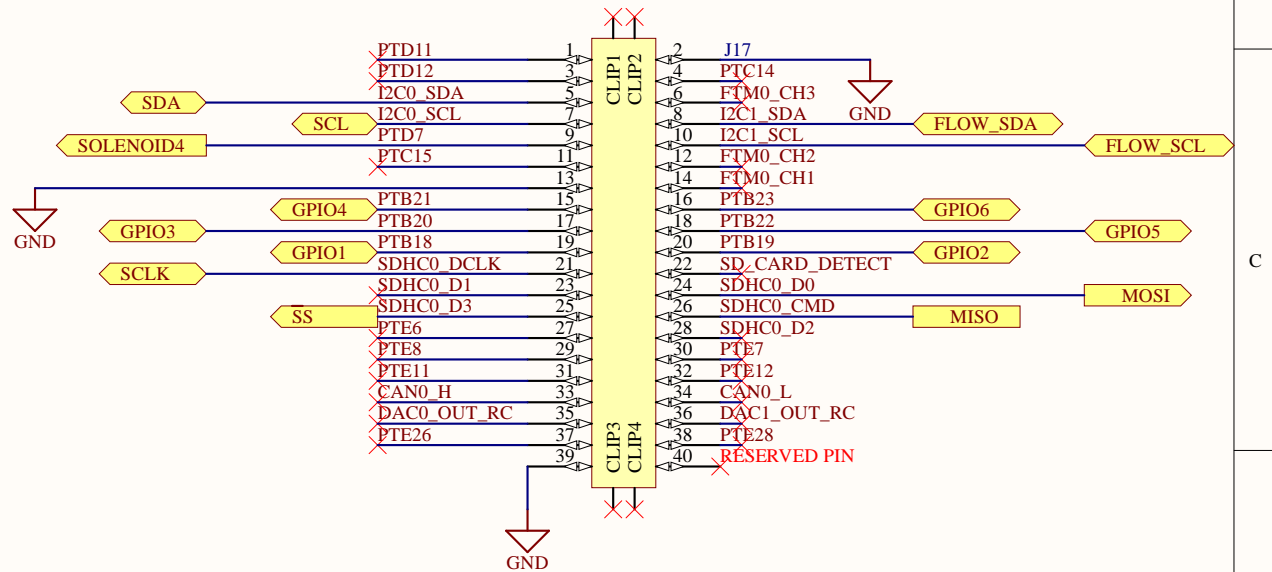 PTD11 1 CLIP1 CLIP2 2 J17
PTD12 3 4 PTC14
SDA I2C0_SDA 5 6 FTM0_CH3 GND
SCL I2C0_SCL 7 8 I2C1_SDA FLOW_SDA
SOLENOID4 PTD7 9 10 I2C1_SCL FLOW_SCL
PTC15 11 12 FTM0_CH2
13 14 FTM0_CH1
GND
GPIO4 PTB21 15 16 PTB23 GPIO6
GPIO3 PTB20 17 18 PTB22 GPIO5
GPIO1 PTB18 19 20 PTB19 GPIO2
C
SCLK SDHC0_DCLK 21 22 SD_CARD_DETECT
SDHC0_D1 23 24 SDHC0_D0 MOSI
SS SDHC0_D3 25 26 SDHC0_CMD MISO
PTE6 27 28 SDHC0_D2
PTE8 29 30 PTE7
PTE11 31 32 PTE12
CAN0_H 33 34 CAN0_L
DAC0_OUT_RC 35 36 DAC1_OUT_RC
PTE26 37 CLIP3 CLIP4 38 PTE28
39 40 RESERVED PIN
GND